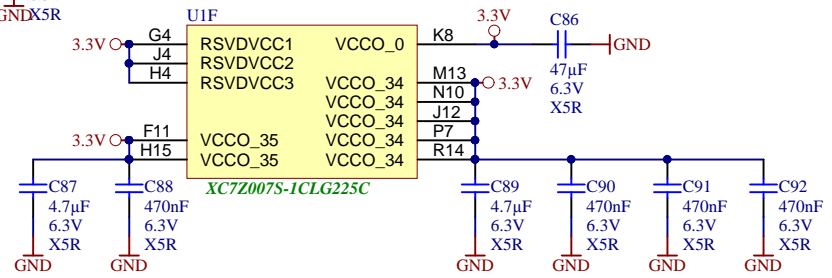 GND X5R
U1F
3.3V G4 RSVDVCC1 VCCO_0 K8 3.3V C86 GND
J4 RSVDVCC2
H4 RSVDVCC3
47µF
6.3V
X5R
VCCO_34 M13 3.3V
VCCO_34 N10
VCCO_34 J12
3.3V F11 VCCO_35 VCCO_34 P7
H15 VCCO_35 VCCO_34 R14
XC7Z007S-1CLG225C
C87
4.7µF
6.3V
X5R
GND
C88
470nF
6.3V
X5R
GND
C89
4.7µF
6.3V
X5R
GND
C90
470nF
6.3V
X5R
GND
C91
470nF
6.3V
X5R
GND
C92
470nF
6.3V
X5R
GND